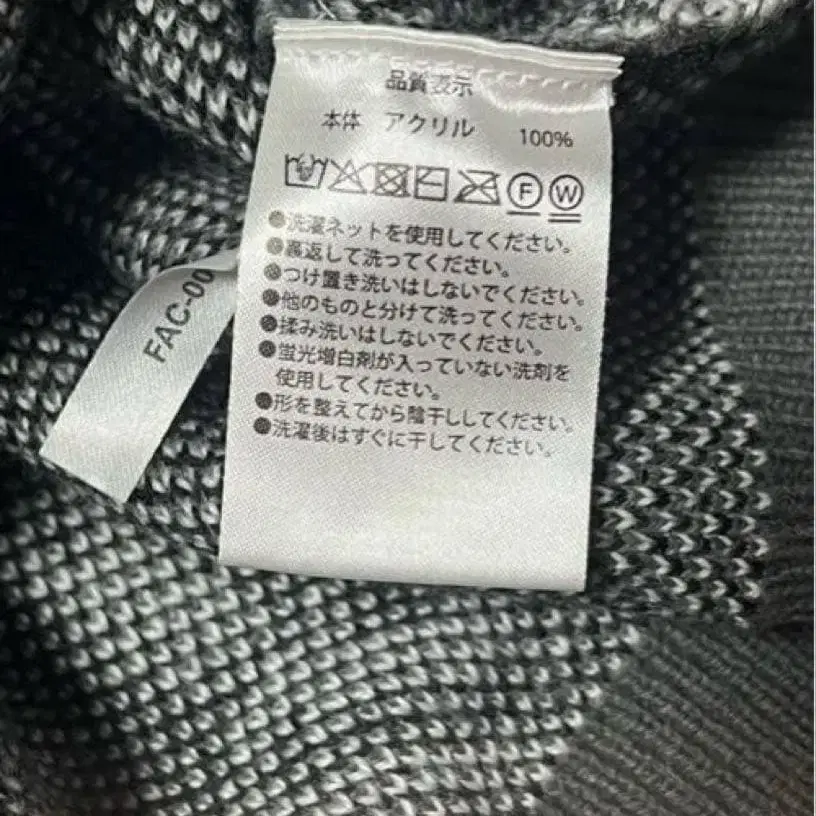 品質表示
本体 アクリル 100%
F W
●洗濯ネットを使用してください。
●裏返して洗ってください。
●つけ置き洗いはしないでください。
●他のものと分けて洗ってください。
●揉み洗いはしないでください。
●蛍光増白剤が入っていない洗剤を
使用してください。
●形を整えてから陰干ししてください。
●洗濯後はすぐに干してください。
FAC-00